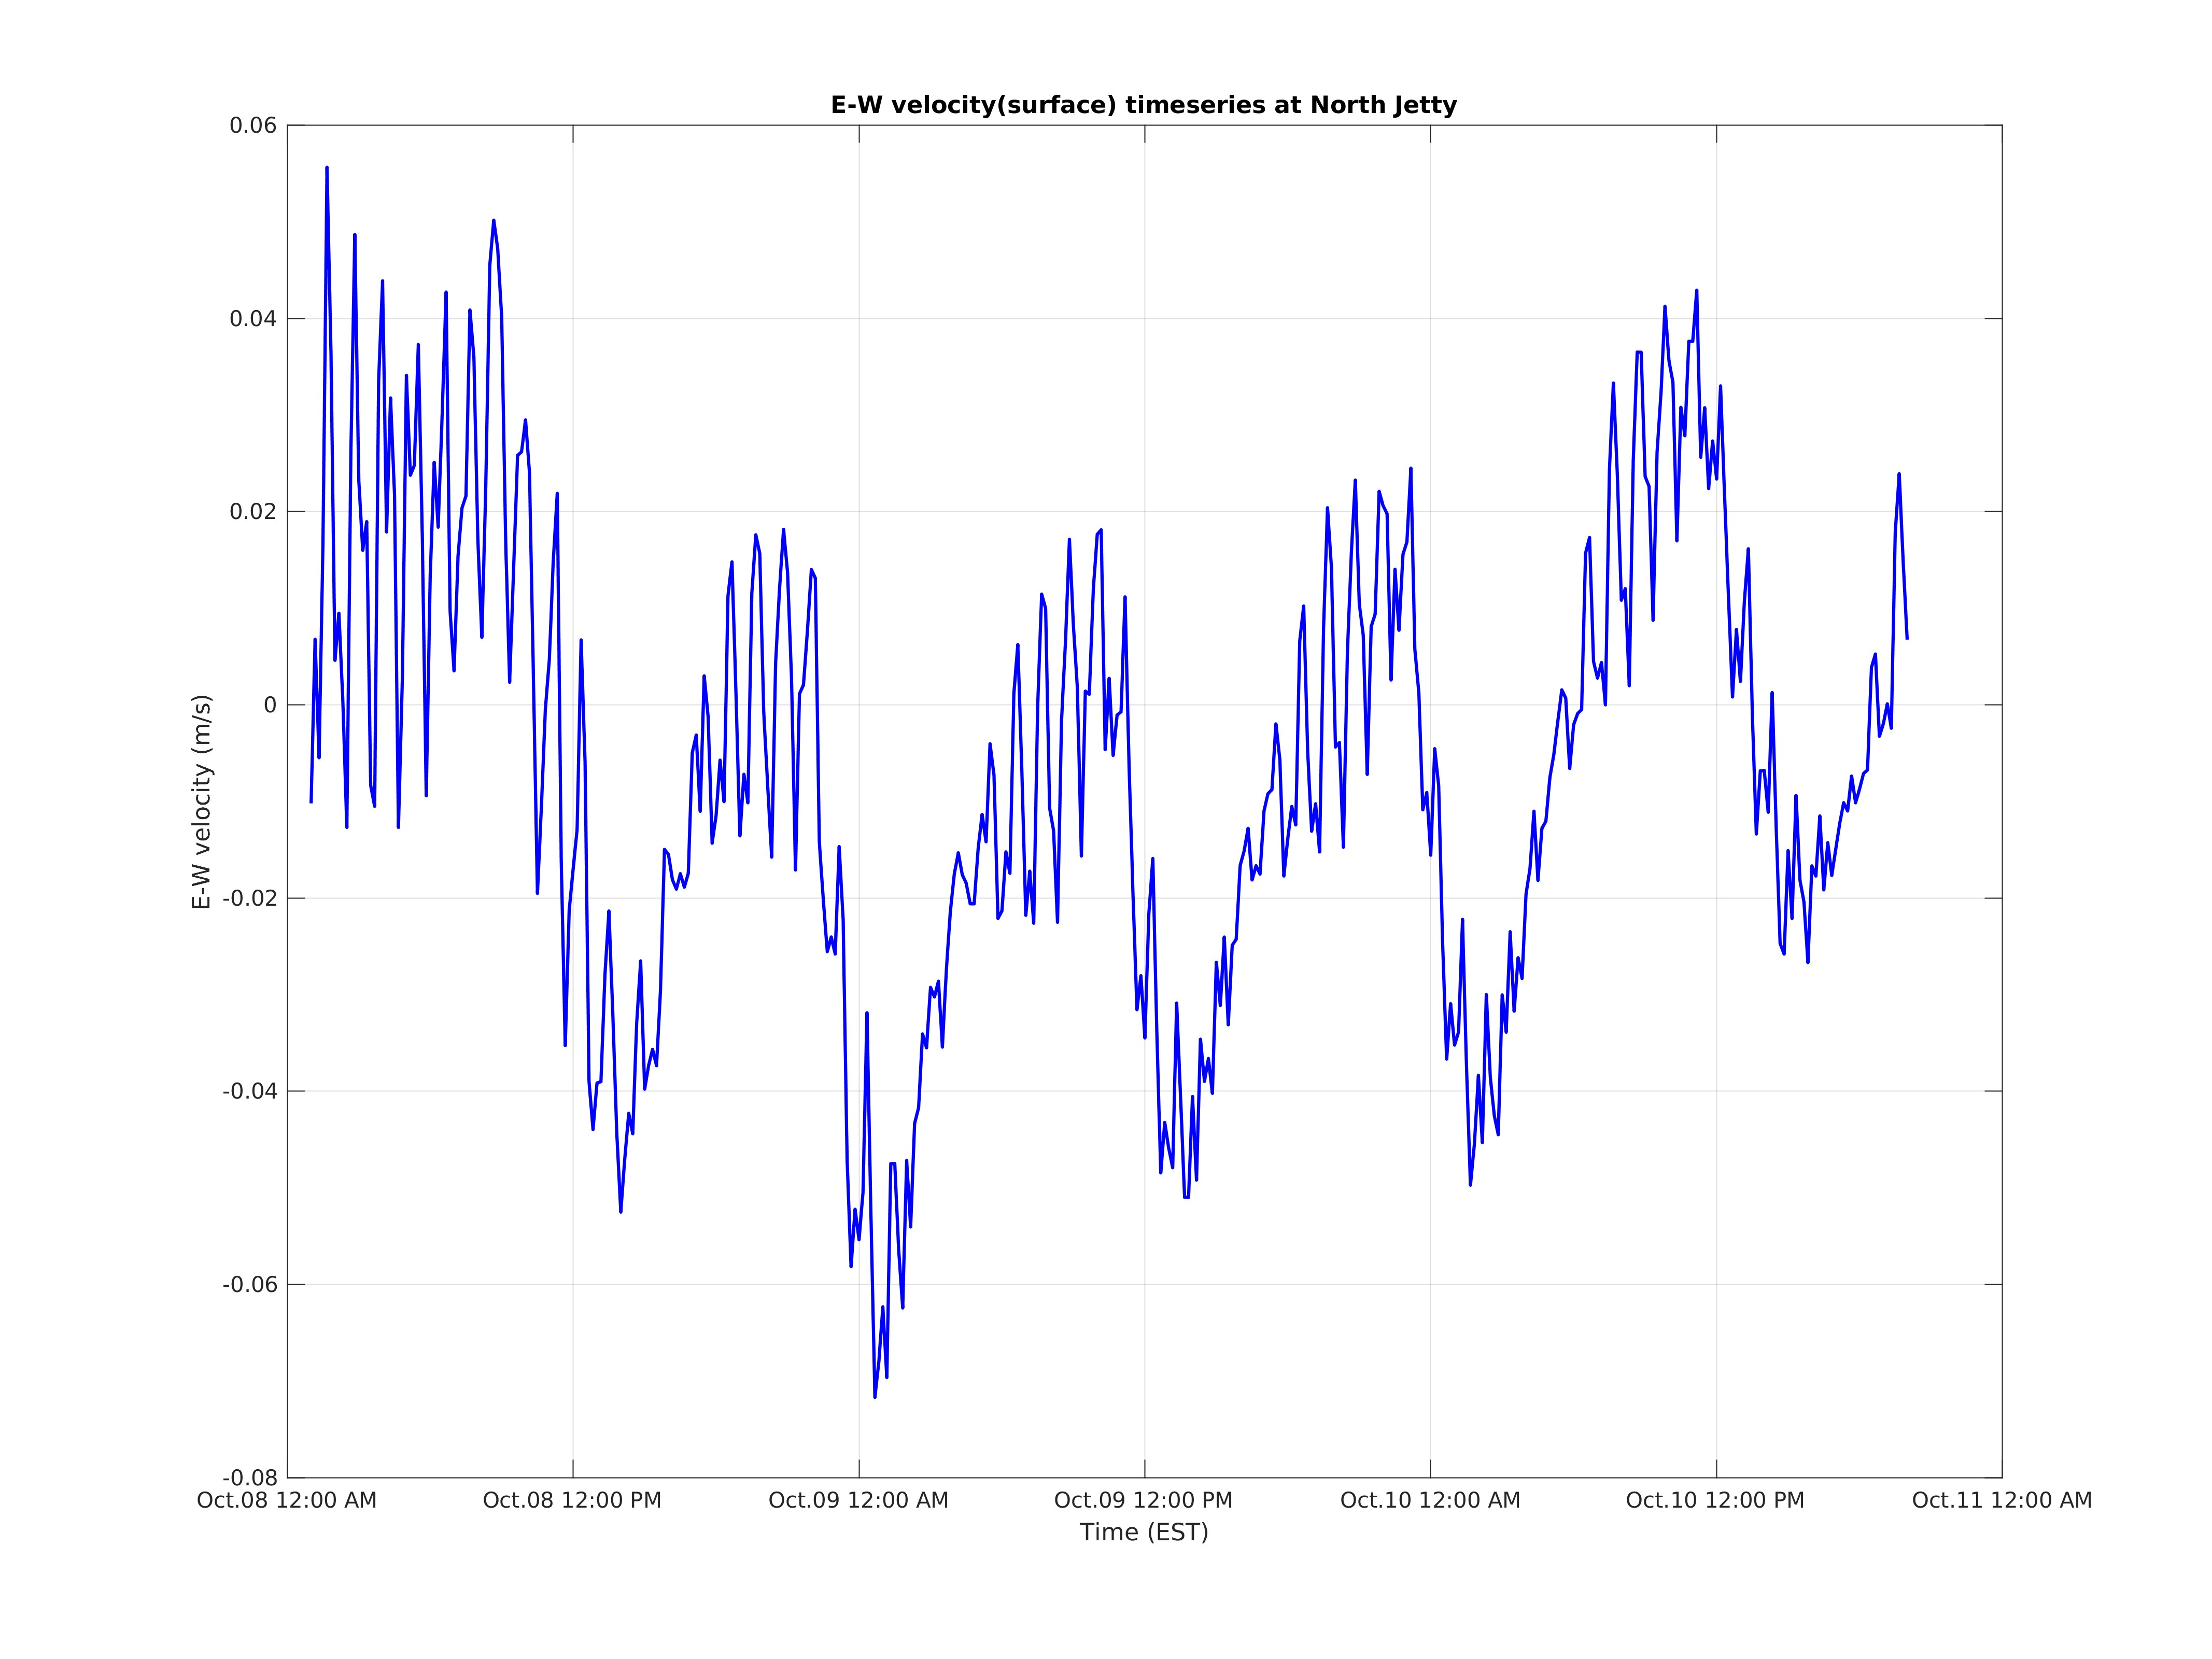 E-W velocity(surface) timeseries at North Jetty
0.06
0.04
0.02
0
-0.02
-0.04
-0.06
-0.08
E-W velocity (m/s)
Oct.08 12:00 AM
Oct.08 12:00 PM
Oct.09 12:00 AM
Oct.09 12:00 PM
Oct.10 12:00 AM
Oct.10 12:00 PM
Oct.11 12:00 AM
Time (EST)